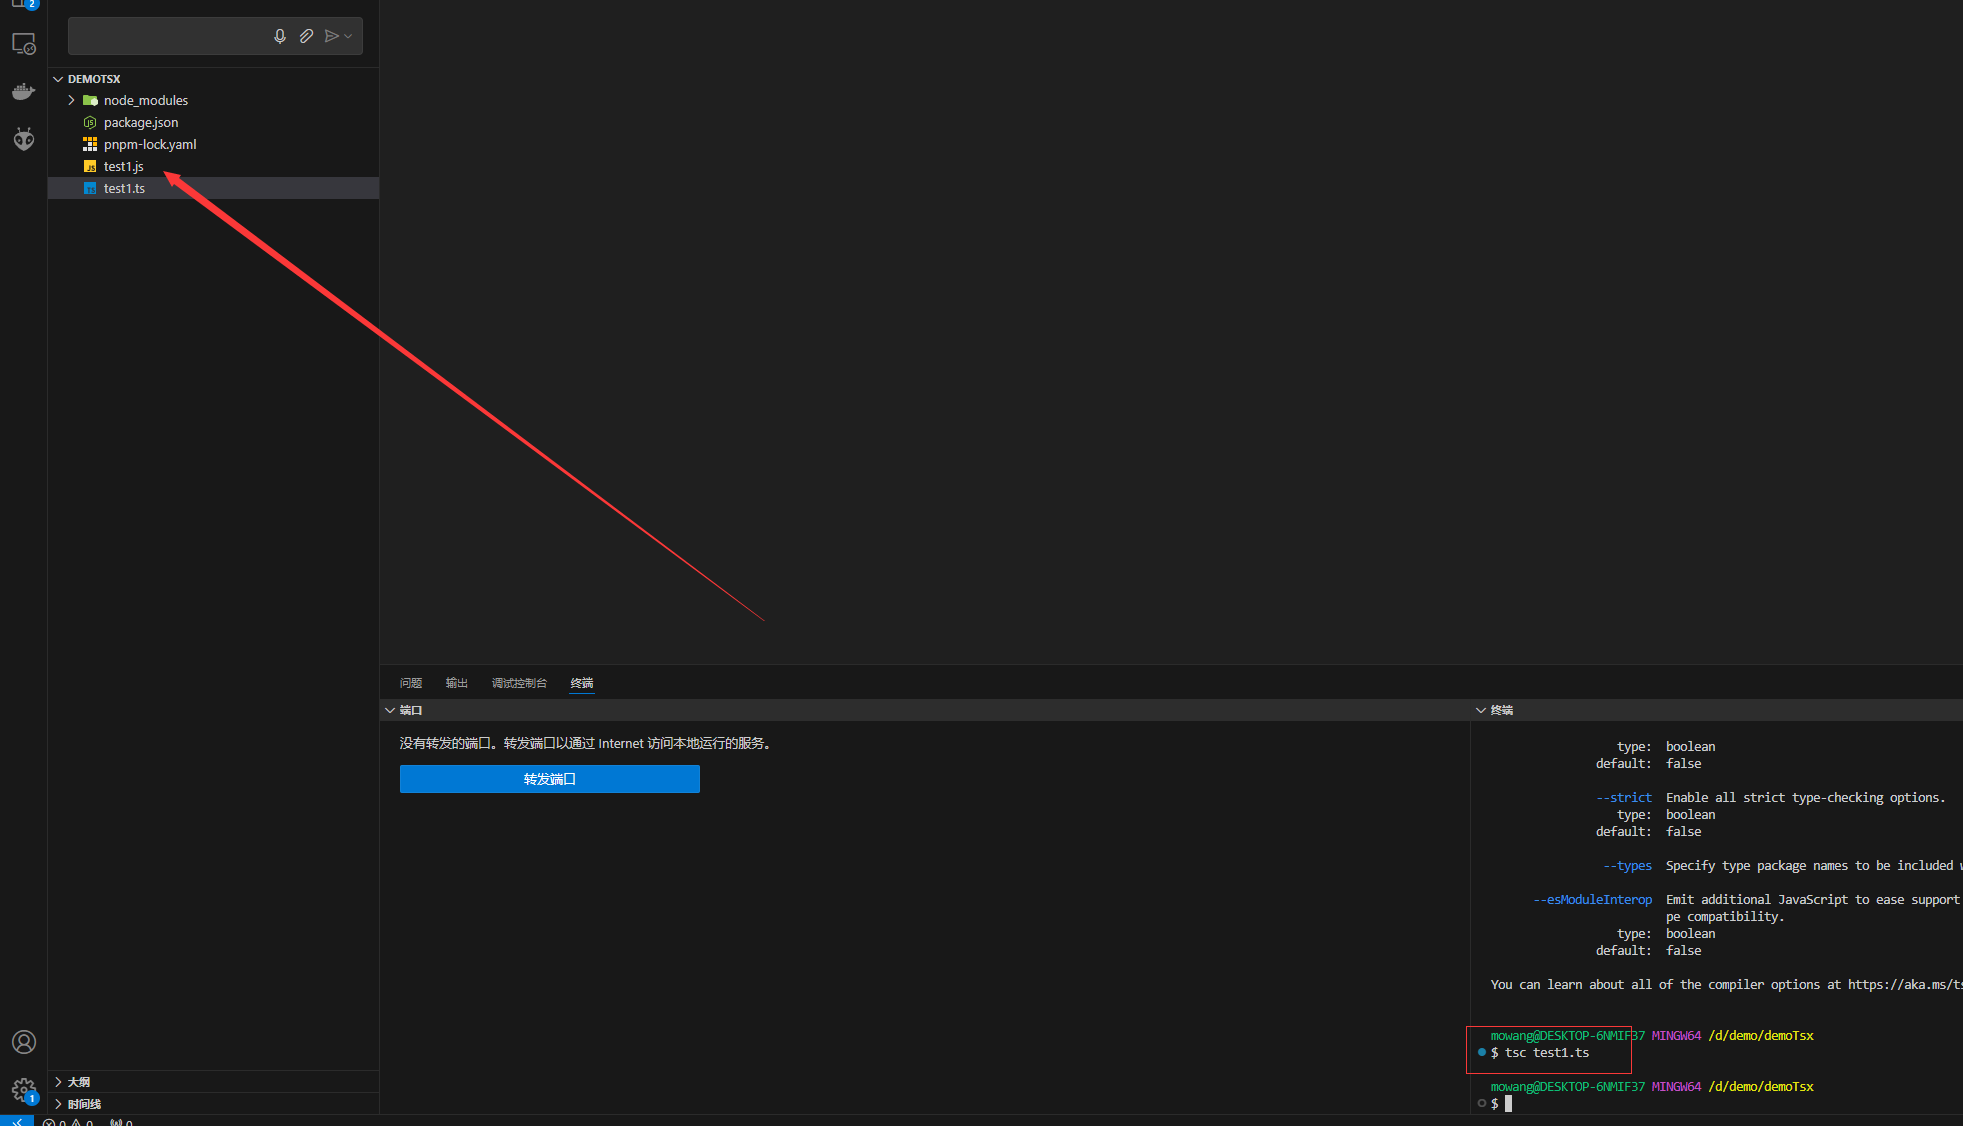 2
DEMOTSX
node_modules
package.json
pnpm-lock.yaml
test1.js
test1.ts
问题 输出 调试控制台 终端
端口
没有转发的端口。转发端口以通过 Internet 访问本地运行的服务。
转发端口
终端
type: boolean
default: false
--strict Enable all strict type-checking options.
type: boolean
default: false
--types Specify type package names to be included
--esModuleInterop Emit additional JavaScript to ease support
pe compatibility.
type: boolean
default: false
You can learn about all of the compiler options at https://aka.ms/ts
mowang@DESKTOP-6NMIF37 MINGW64 /d/demo/demoTsx
$ tsc test1.ts
mowang@DESKTOP-6NMIF37 MINGW64 /d/demo/demoTsx
$
大纲
时间线
1
0 0 0